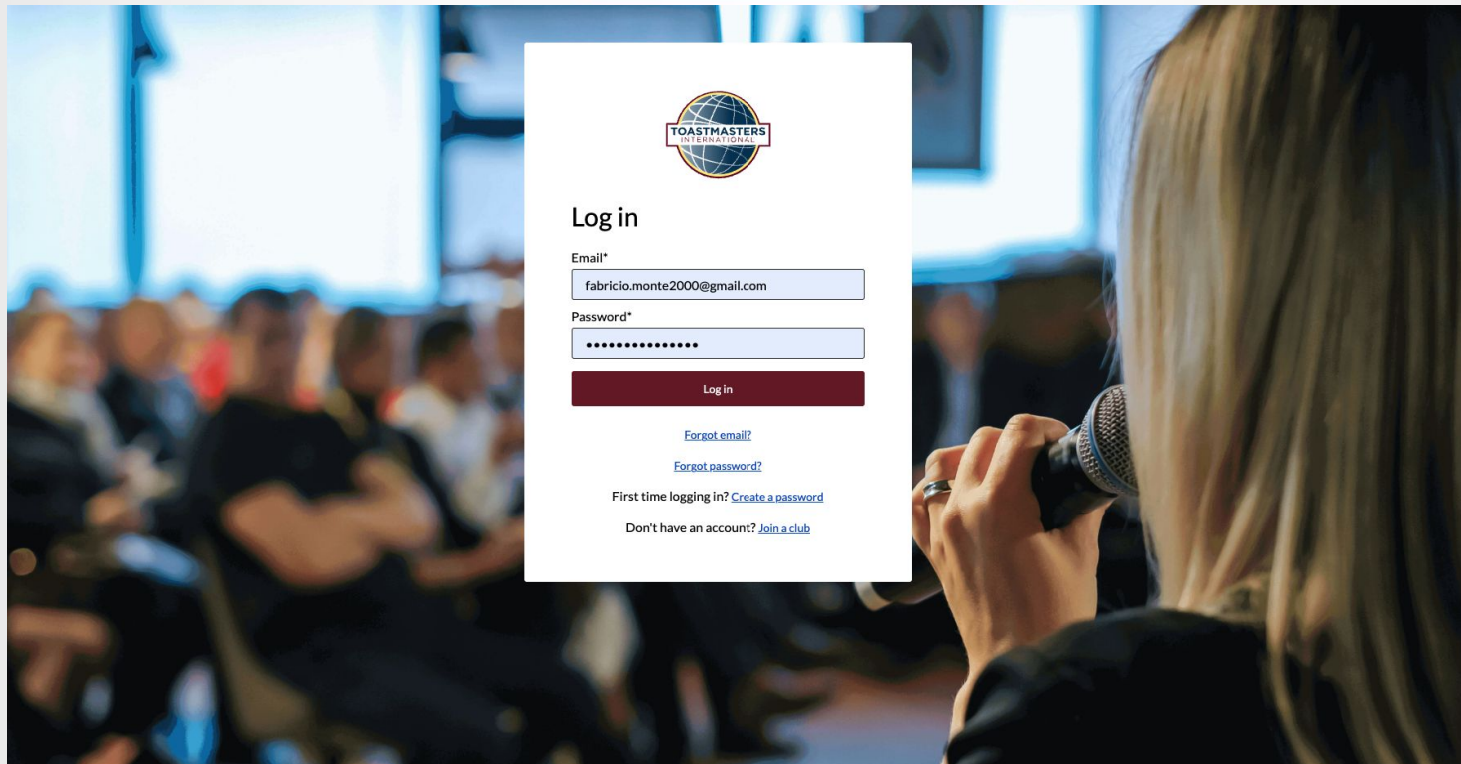 TOASTMASTERS
INTERNATIONAL
Log in
Email*
fabricio.monte2000@gmail.com
Password*
•••••••••••••••
Log in
Forgot email?
Forgot password?
First time logging in? Create a password
Don't have an account? Join a club